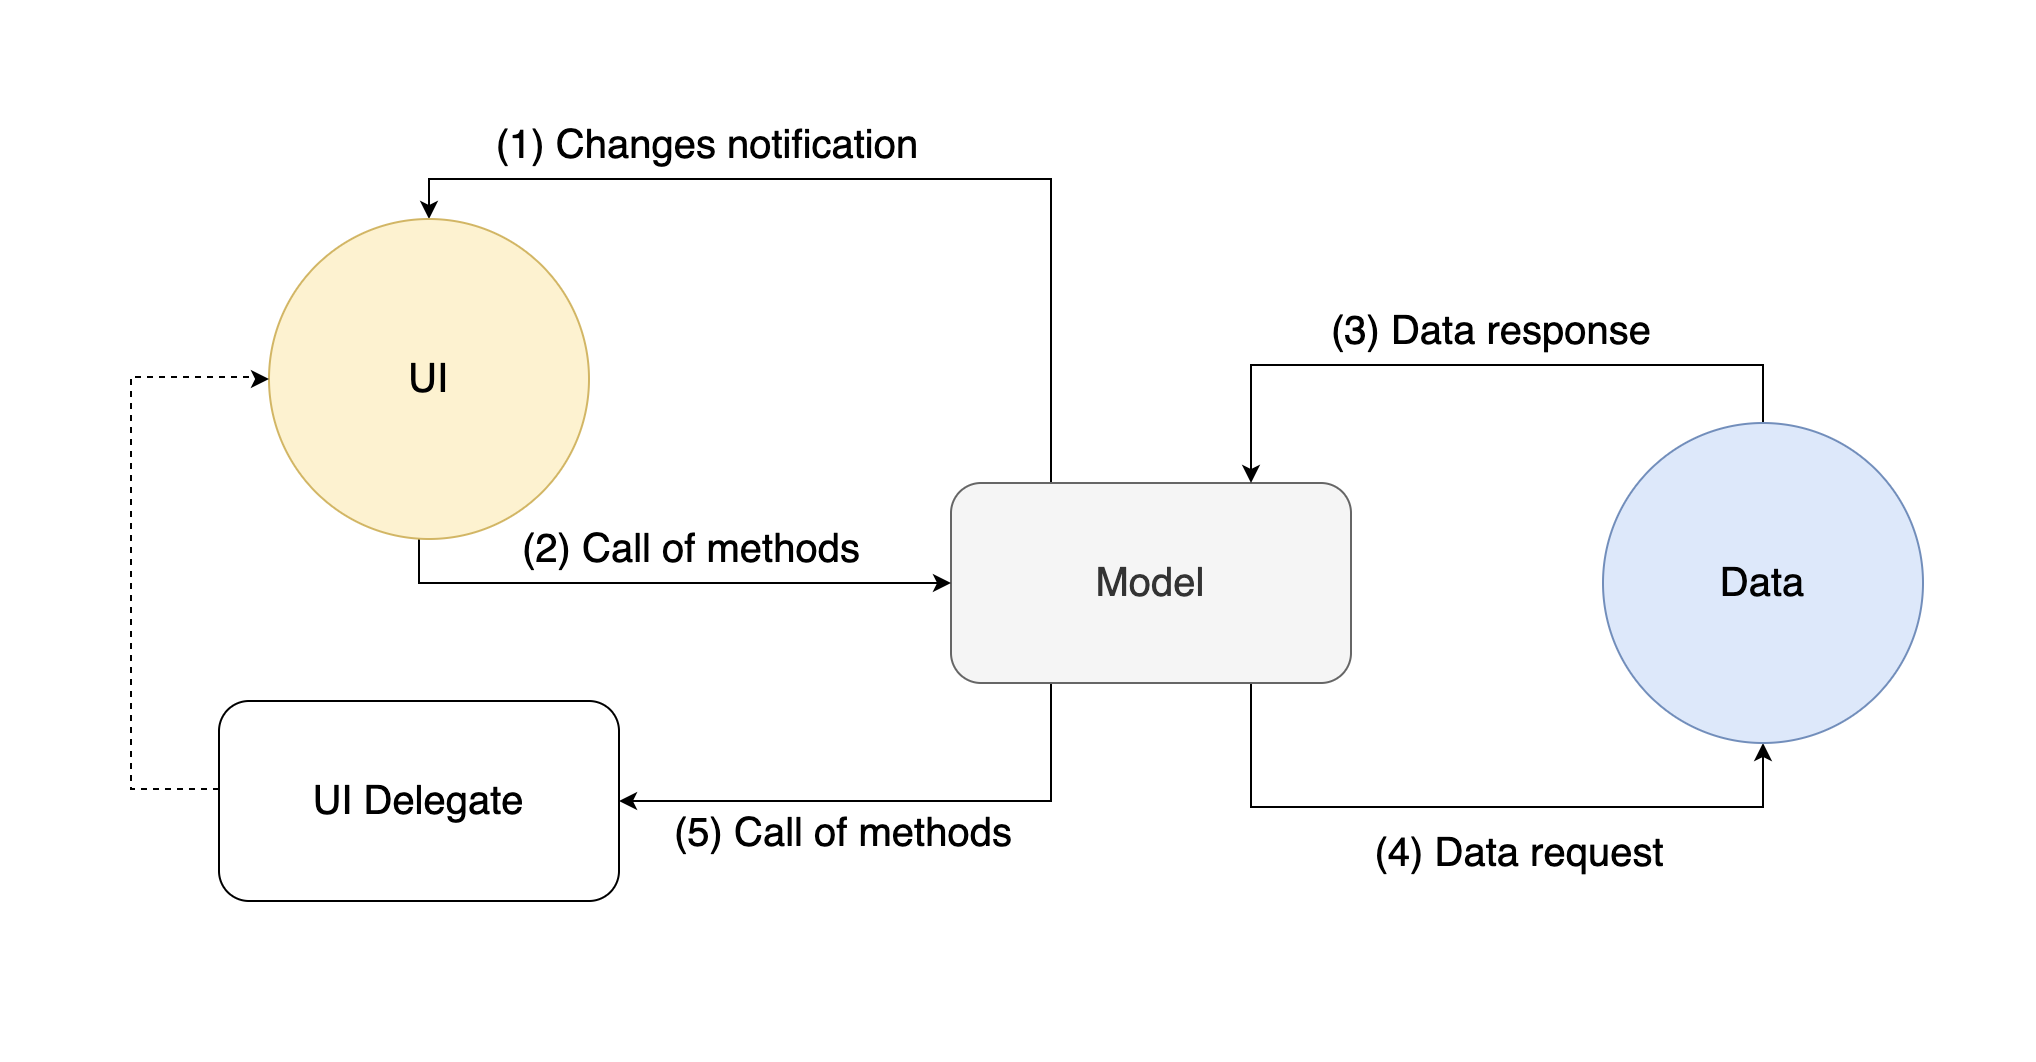 (1) Changes notification
(3) Data response
UI
(2) Call of methods
Model
Data
UI Delegate
(5) Call of methods
(4) Data request